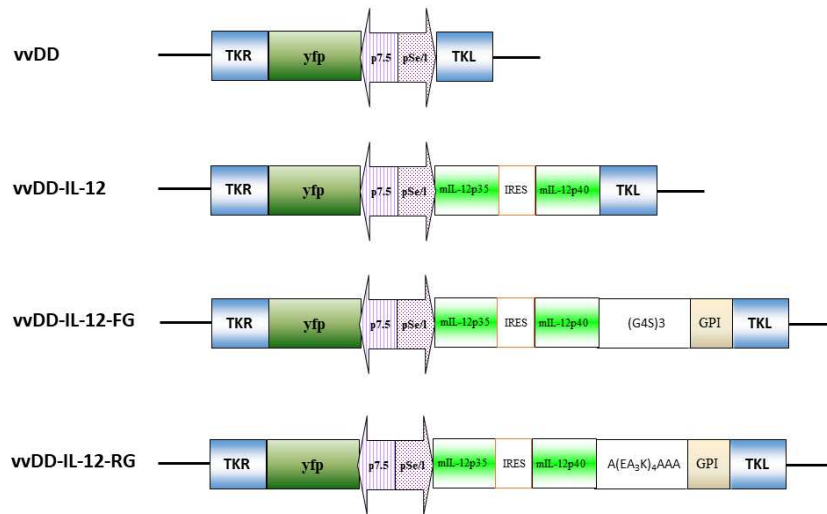 vvDD TKR yfp p7.5 pSe/l TKL
vvDD-IL-12 TKR yfp p7.5 pSe/l mIL-12p35 IRES mIL-12p40 TKL
vvDD-IL-12-FG TKR yfp p7.5 pSe/l mIL-12p35 IRES mIL-12p40 (G4S)3 GPI TKL
vvDD-IL-12-RG TKR yfp p7.5 pSe/l mIL-12p35 IRES mIL-12p40 A(EA₃K)₄AAA GPI TKL